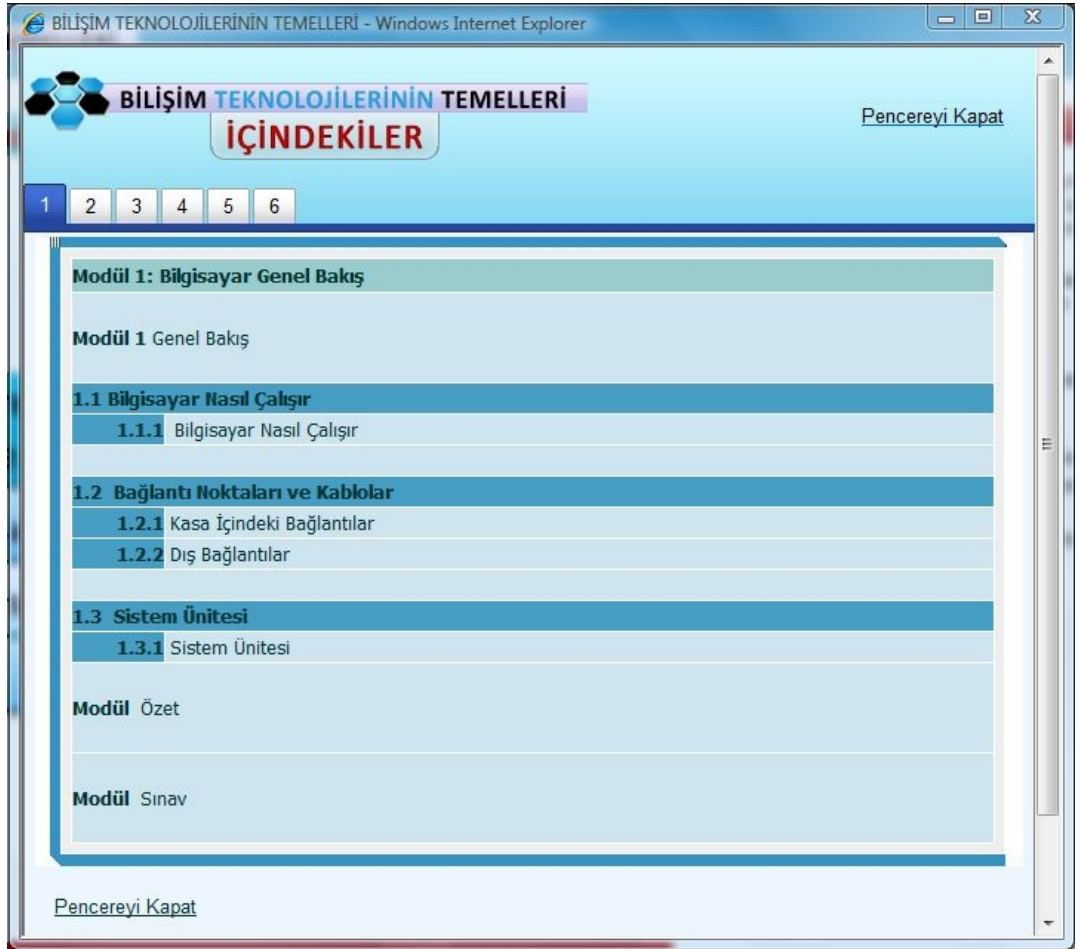 BİLİŞİM TEKNOLOJİLERİNİN TEMELLERİ - Windows Internet Explorer
BİLİŞİM TEKNOLOJİLERİNİN TEMELLERİ
İÇİNDEKİLER
Pencereyi Kapat
1 2 3 4 5 6
Modül 1: Bilgisayar Genel Bakış
Modül 1 Genel Bakış
1.1 Bilgisayar Nasıl Çalışır
1.1.1 Bilgisayar Nasıl Çalışır
1.2 Bağlantı Noktaları ve Kablolar
1.2.1 Kasa İçindeki Bağlantılar
1.2.2 Dış Bağlantılar
1.3 Sistem Ünitesi
1.3.1 Sistem Ünitesi
Modül Özet
Modül Sınav
Pencereyi Kapat